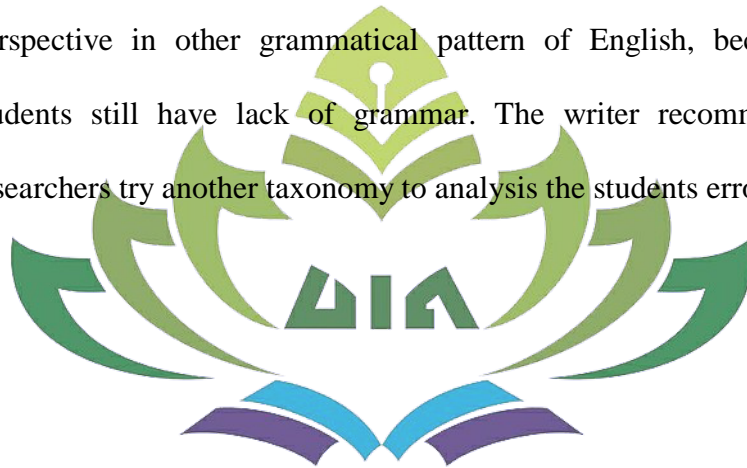 rspective in other grammatical pattern of English, bec
udents still have lack of grammar. The writer recomm
searchers try another taxonomy to analysis the students erro
UIN